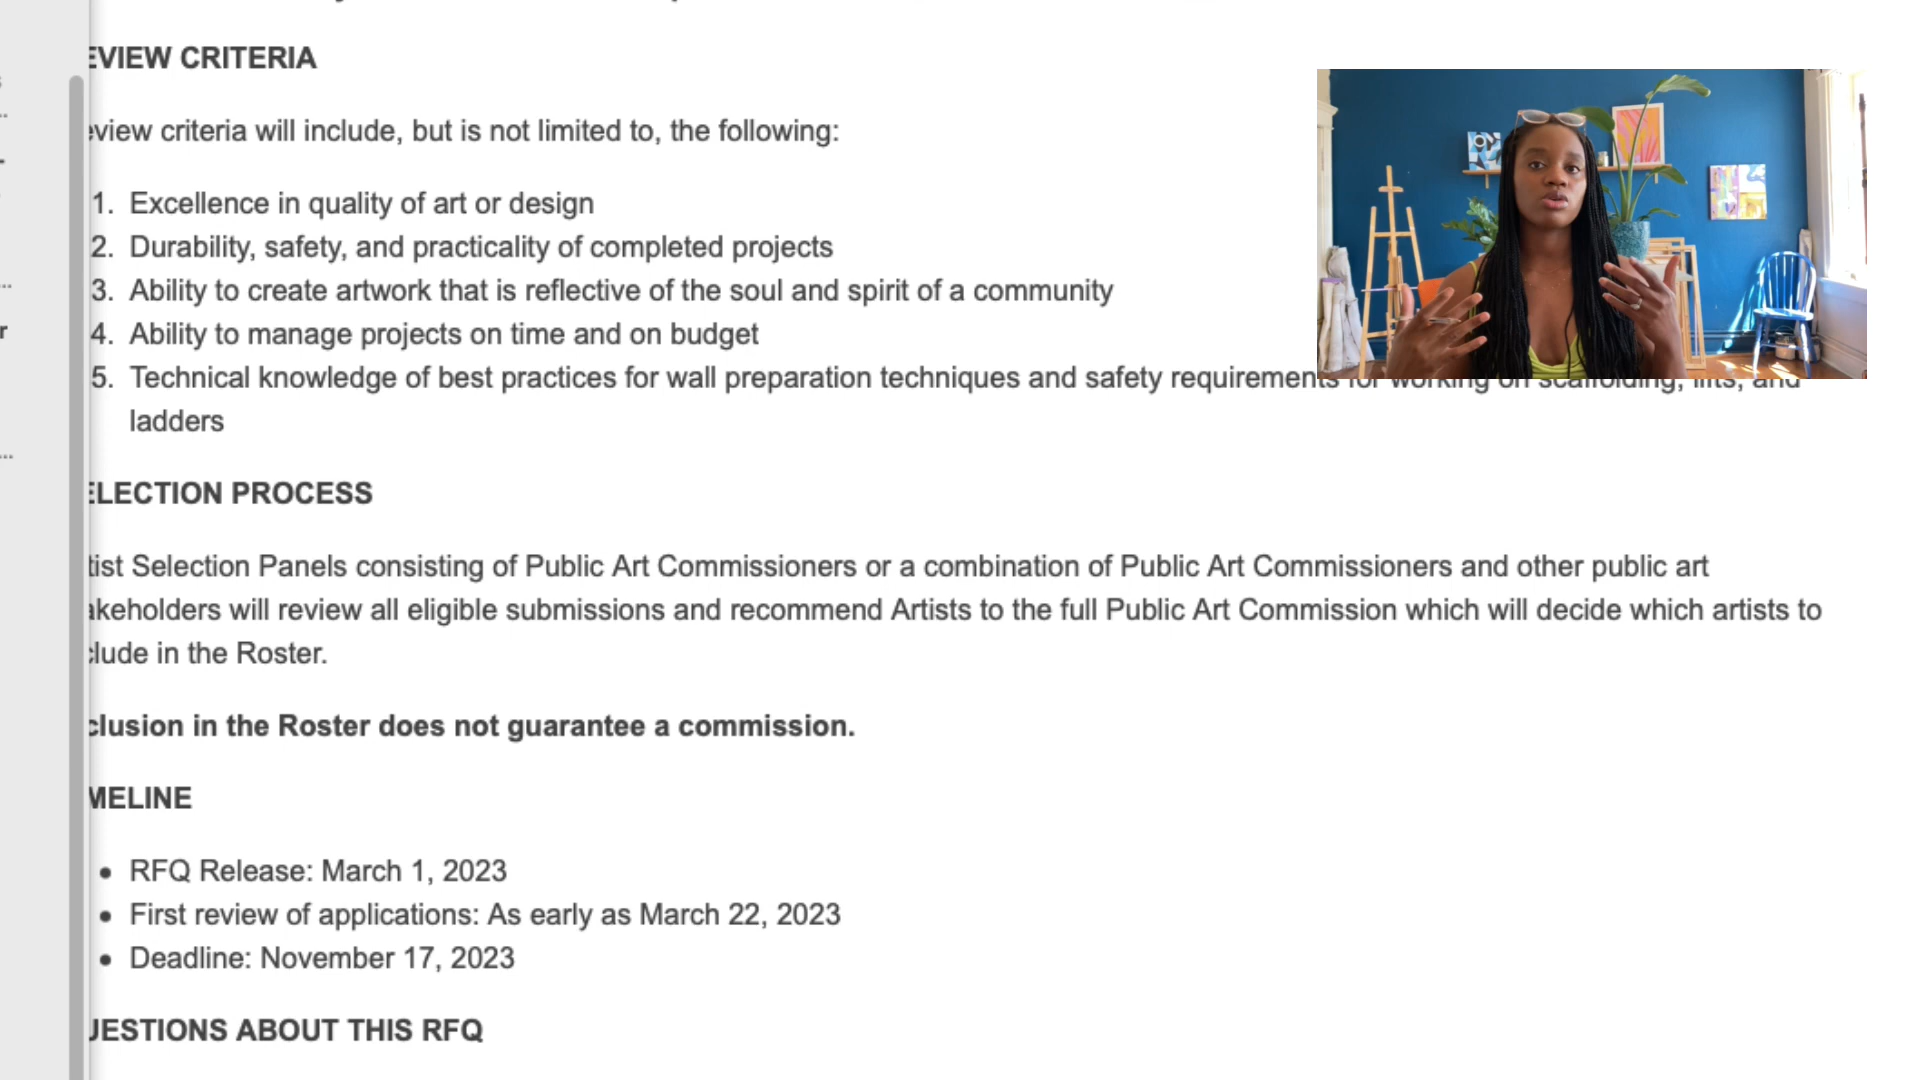 EVIEW CRITERIA
eview criteria will include, but is not limited to, the following:
1. Excellence in quality of art or design
2. Durability, safety, and practicality of completed projects
3. Ability to create artwork that is reflective of the soul and spirit of a community
4. Ability to manage projects on time and on budget
5. Technical knowledge of best practices for wall preparation techniques and safety requirements for working on scaffolding, lifts, and
ladders
ELECTION PROCESS
tist Selection Panels consisting of Public Art Commissioners or a combination of Public Art Commissioners and other public art
akeholders will review all eligible submissions and recommend Artists to the full Public Art Commission which will decide which artists to
clude in the Roster.
clusion in the Roster does not guarantee a commission.
MELINE
• RFQ Release: March 1, 2023
• First review of applications: As early as March 22, 2023
• Deadline: November 17, 2023
UESTIONS ABOUT THIS RFQ